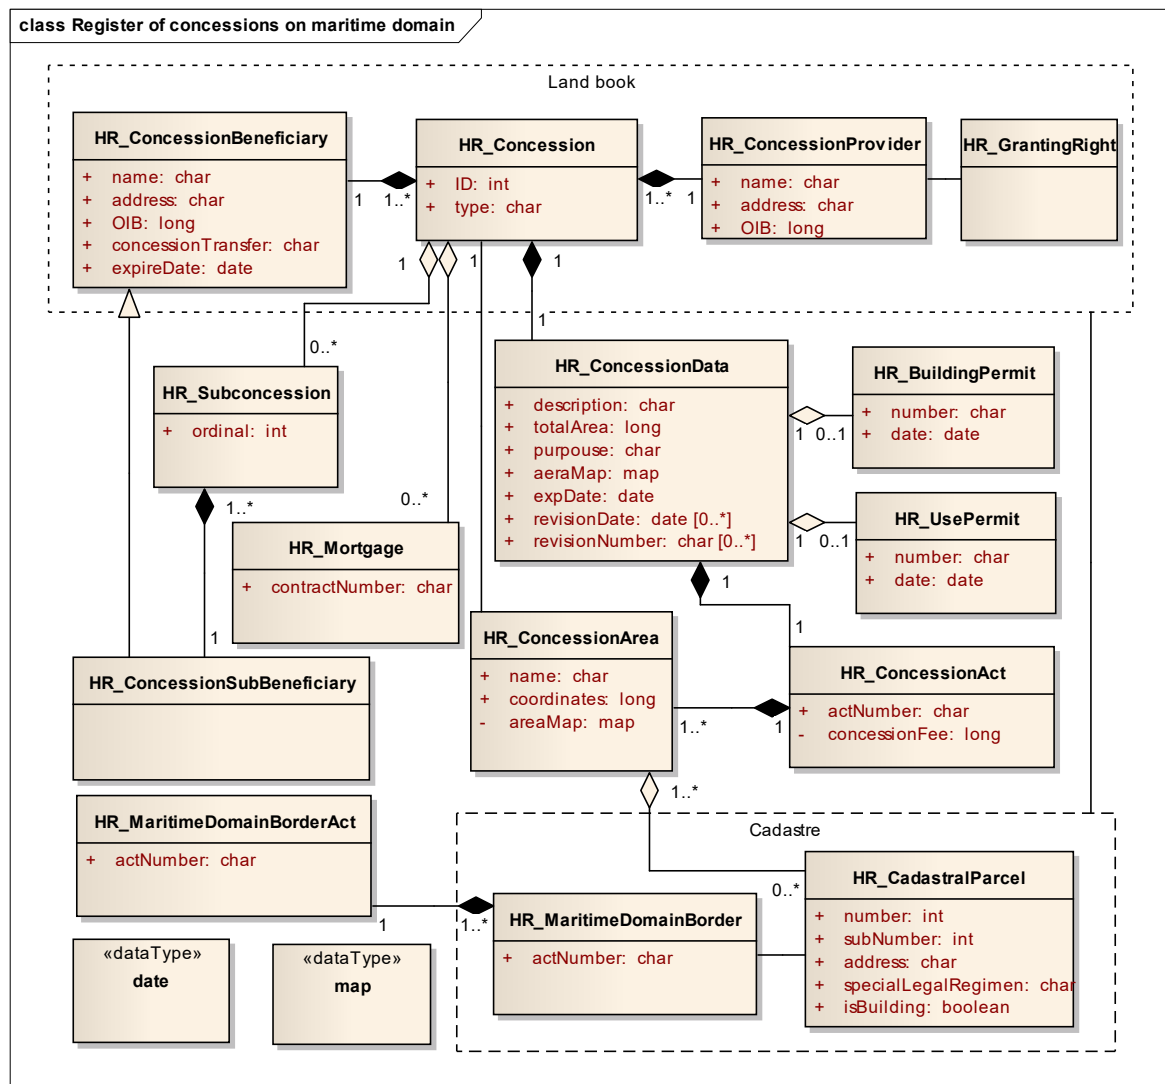 class Register of concessions on maritime domain
Land book
HR_ConcessionBeneficiary
+ name: char
+ address: char
+ OIB: long
+ concessionTransfer: char
+ expireDate: date
1
1..*
HR_Concession
+ ID: int
+ type: char
1..*
1
HR_ConcessionProvider
+ name: char
+ address: char
+ OIB: long
HR_GrantingRight
1
1
1
0..*
1
HR_Subconcession
+ ordinal: int
1..*
1
0..*
HR_Mortgage
+ contractNumber: char
HR_ConcessionData
+ description: char
+ totalArea: long
+ purpouse: char
+ aeraMap: map
+ expDate: date
+ revisionDate: date [0..*]
+ revisionNumber: char [0..*]
1
0..1
HR_BuildingPermit
+ number: char
+ date: date
1
0..1
HR_UsePermit
+ number: char
+ date: date
1
1
HR_ConcessionArea
+ name: char
+ coordinates: long
- areaMap: map
1..*
1
HR_ConcessionAct
+ actNumber: char
- concessionFee: long
HR_ConcessionSubBeneficiary
1..*
0..*
HR_MaritimeDomainBorderAct
+ actNumber: char
1
1..*
Cadastre
HR_MaritimeDomainBorder
+ actNumber: char
HR_CadastralParcel
+ number: int
+ subNumber: int
+ address: char
+ specialLegalRegimen: char
+ isBuilding: boolean
«dataType»
date
«dataType»
map